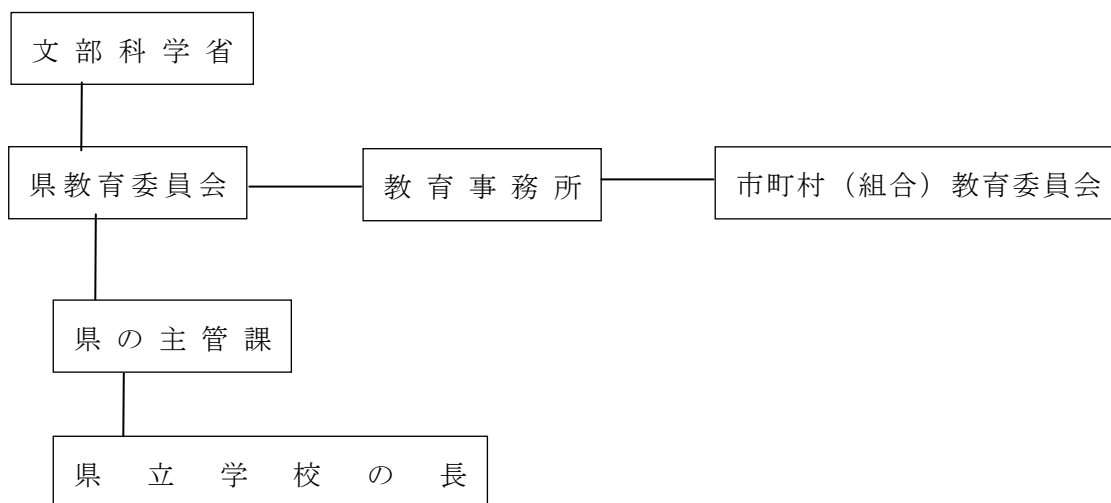 文部科学省
県教育委員会
教育事務所
市町村（組合）教育委員会
県の主管課
県立学校の長